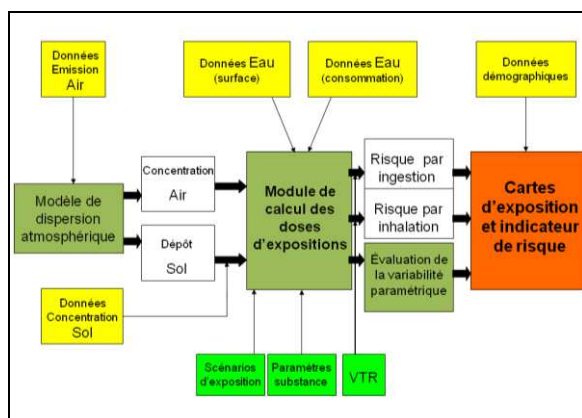 Données
Emission
Air
Données Eau
(surface)
Données Eau
(consommation)
Données
démographiques
Modèle de
dispersion
atmosphérique
Concentration
Air
Dépôt
Sol
Module de
calcul des
doses
d'expositions
Risque par
ingestion
Risque par
inhalation
Évaluation de
la variabilité
paramétrique
Cartes
d'exposition
et indicateur
de risque
Données
Concentration
Sol
Scénarios
d'exposition
Paramètres
substance
VTR